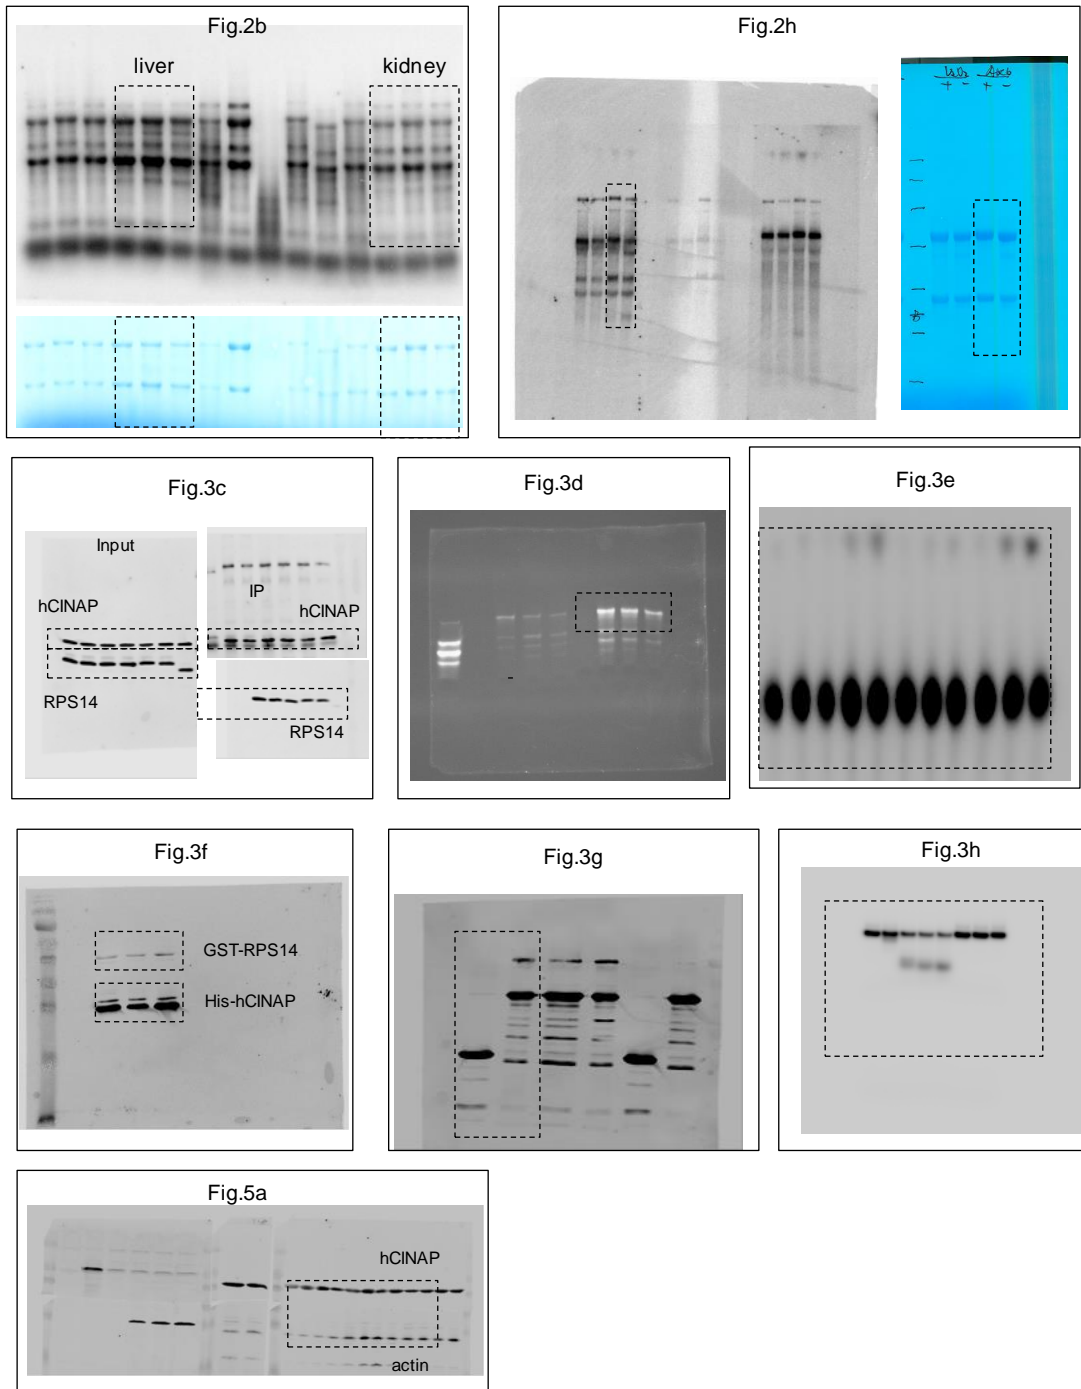 Fig.2b
liver
kidney
Fig.2h
+ - + -
Fig.3c
Input
IP
hCINAP
hCINAP
RPS14
RPS14
Fig.3d
Fig.3e
Fig.3f
GST-RPS14
His-hCINAP
Fig.3g
Fig.3h
Fig.5a
hCINAP
actin